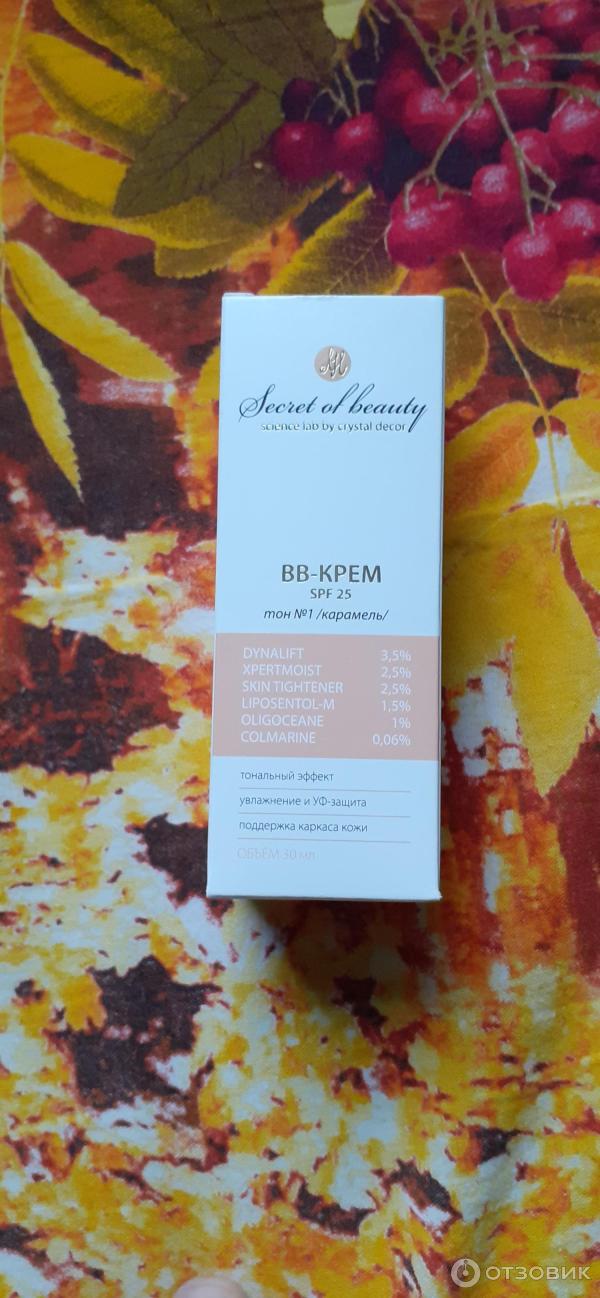 Secret of beauty
science lab by crystal decor
ВВ-КРЕМ
SPF 25
тон №1 /карамель/
DYNALIFT 3,5%
XPERTMOIST 2,5%
SKIN TIGHTENER 2,5%
LIPOSENTOL-M 1,5%
OLIGOCEANE 1%
COLMARINE 0,06%
тональный эффект
увлажнение и УФ-защита
поддержка каркаса кожи
ОБЪЁМ 30 мл
ОТЗОВИК